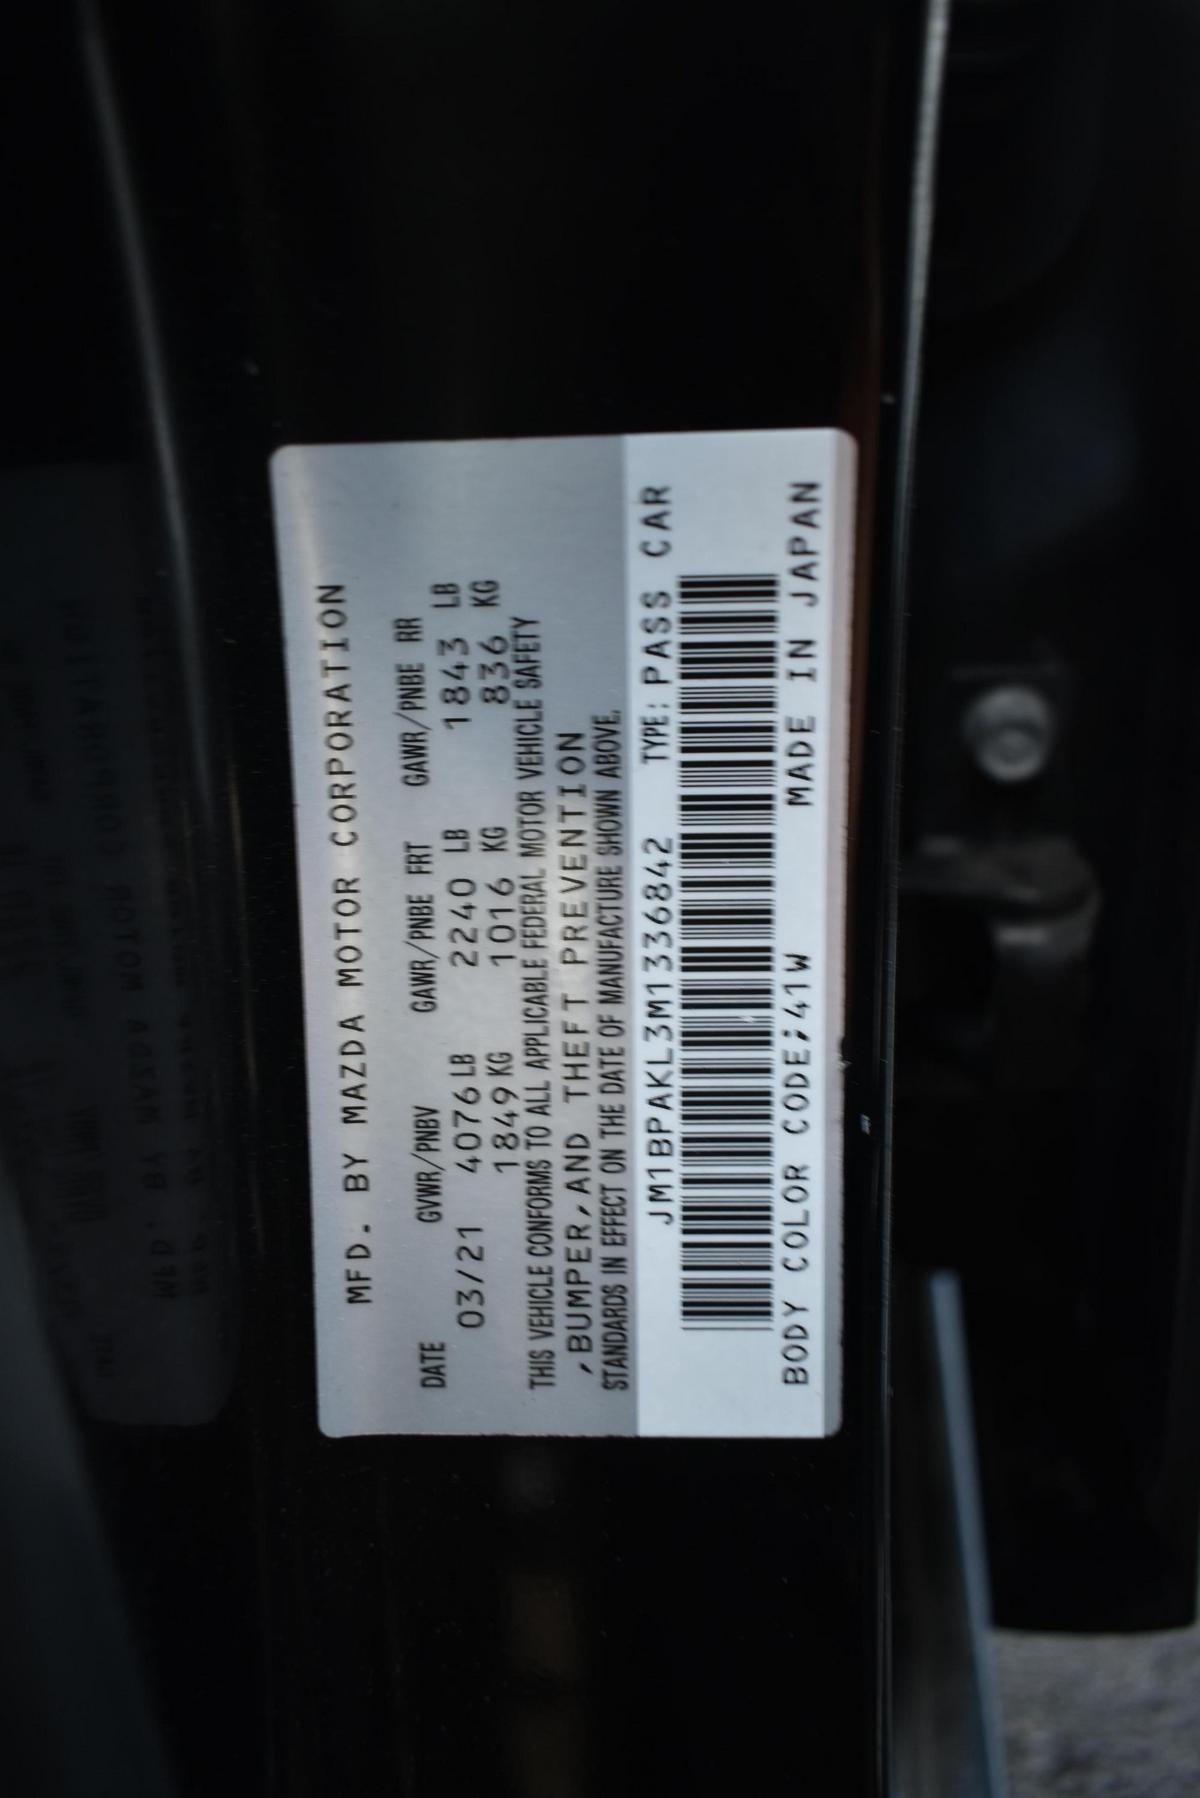 MFD. BY MAZDA MOTOR CORPORATION
DATE GVWR/PNBV GAWR/PNBE FRT GAWR/PNBE RR
03/21 4076 LB 2240 LB 1843 LB
1849 KG 1016 KG 836 KG
THIS VEHICLE CONFORMS TO ALL APPLICABLE FEDERAL MOTOR VEHICLE SAFETY
,BUMPER,AND THEFT PREVENTION
STANDARDS IN EFFECT ON THE DATE OF MANUFACTURE SHOWN ABOVE.
JM1BPAKL3M1336842 TYPE: PASS CAR
BODY COLOR CODE:41W MADE IN JAPAN